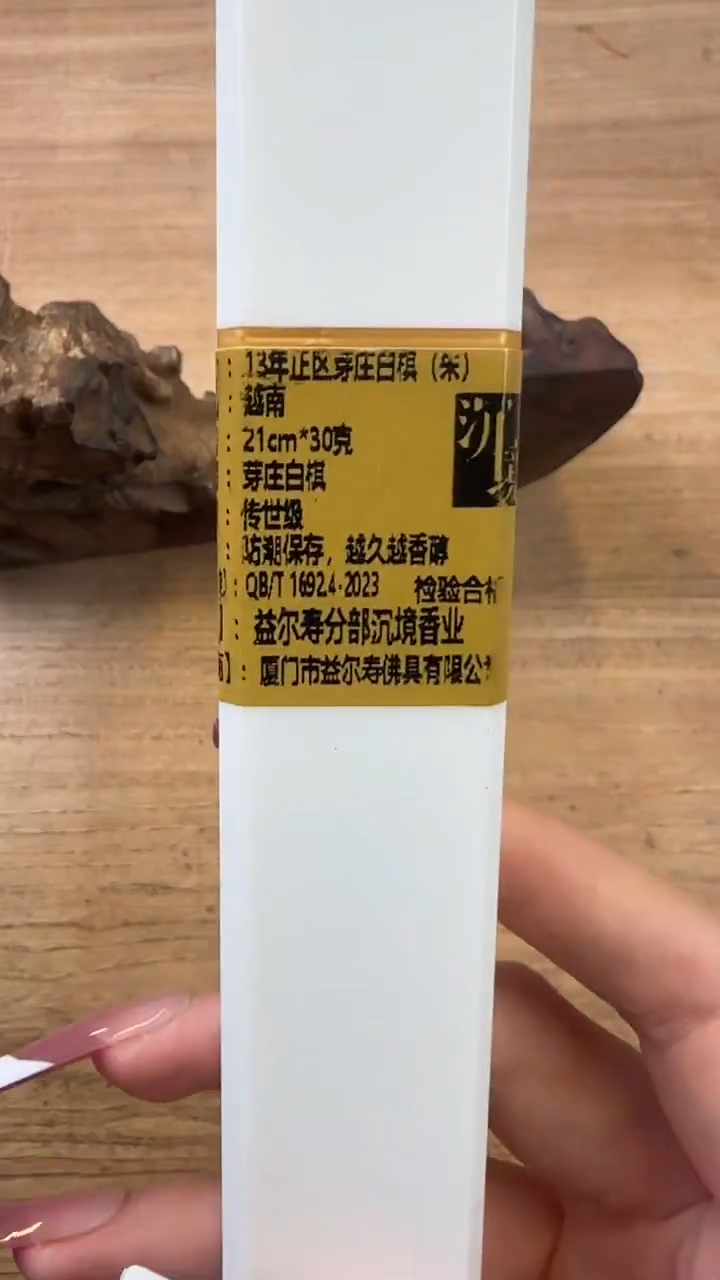 ：13年正区芽庄白棋（朱）
：越南
：21cm*30克
：芽庄白棋
：传世级
：防潮保存，越久越香醇
】：QB/T 1692.4-2023 检验合格
】：益尔寿分部沉境香业
】：厦门市益尔寿佛具有限公
沉